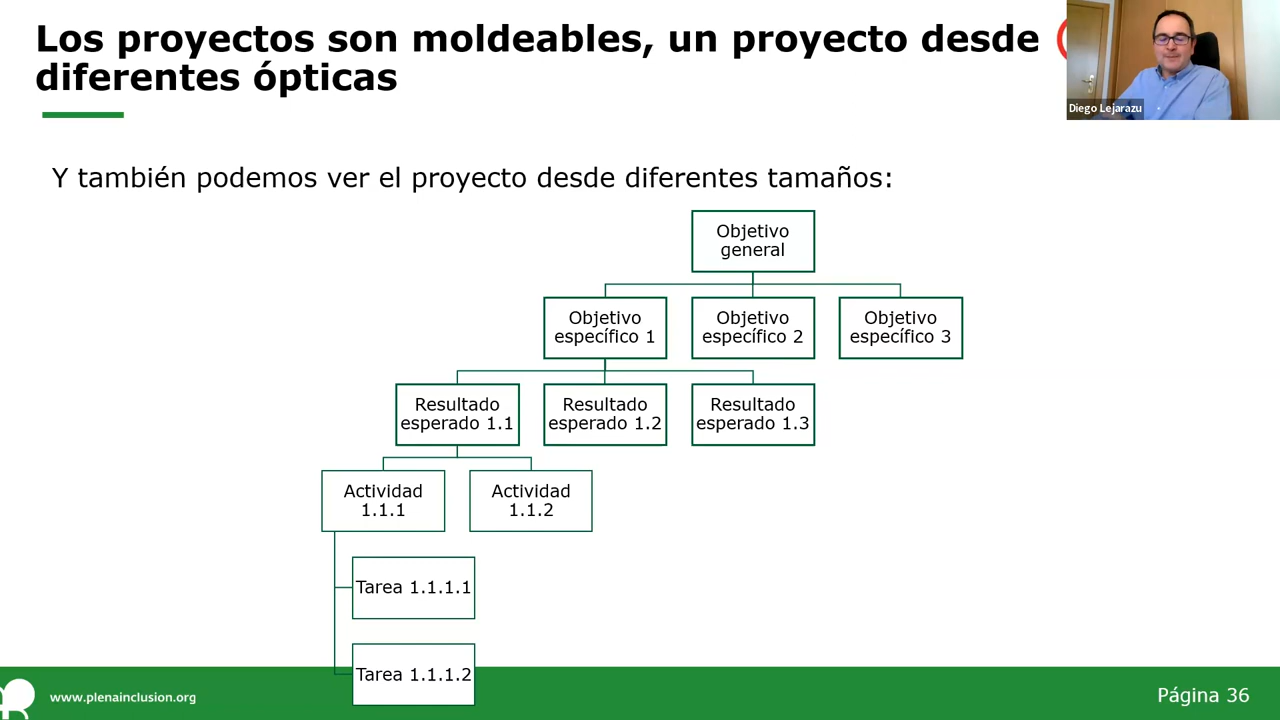 Los proyectos son moldeables, un proyecto desde
diferentes ópticas
Diego Lejarazu
Y también podemos ver el proyecto desde diferentes tamaños:
Objetivo
general
Objetivo
específico 1
Objetivo
específico 2
Objetivo
específico 3
Resultado
esperado 1.1
Resultado
esperado 1.2
Resultado
esperado 1.3
Actividad
1.1.1
Actividad
1.1.2
Tarea 1.1.1.1
Tarea 1.1.1.2
www.plenainclusion.org
Página 36